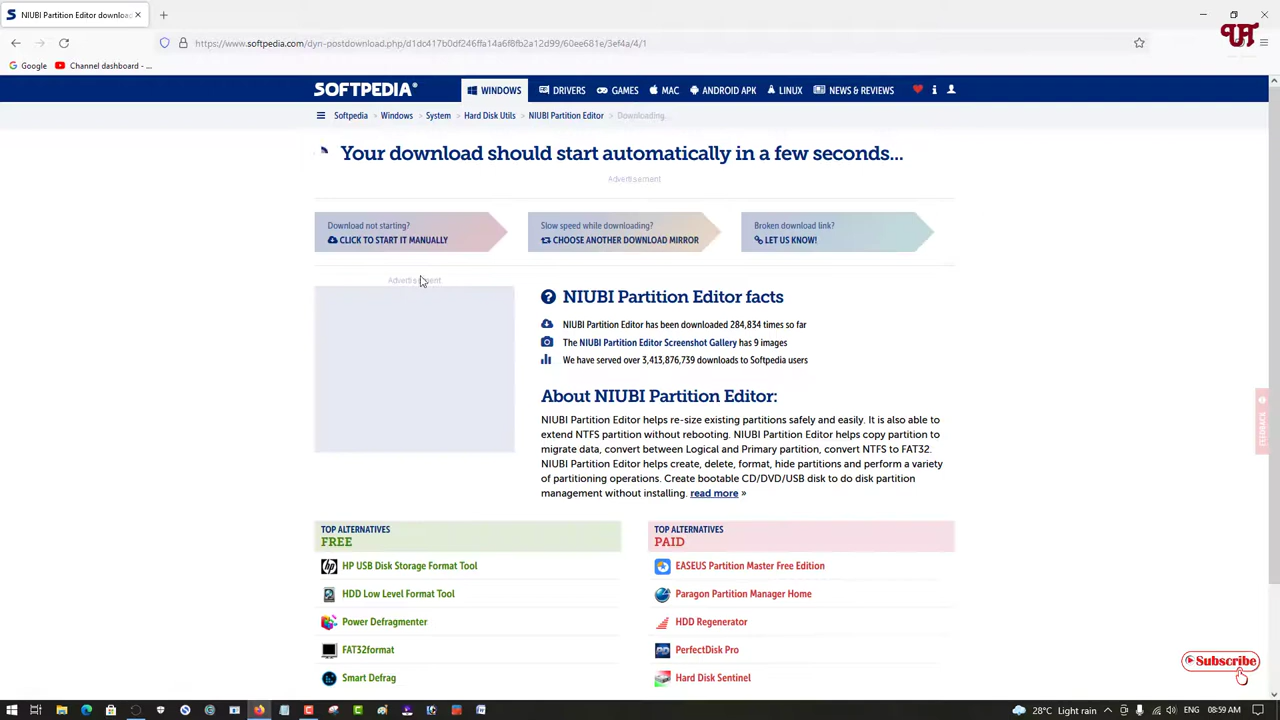 NIUBI Partition Editor downloa
https://www.softpedia.com/dyn-postdownload.php/d1dc417b0df246ffa14a6f8fb2a12d99/60ee681e/3ef4a/4/1
Google
Channel dashboard - ...
SOFTPEDIA®
WINDOWS
DRIVERS
GAMES
MAC
ANDROID APK
LINUX
NEWS & REVIEWS
Softpedia > Windows > System > Hard Disk Utils > NIUBI Partition Editor > Downloading...
Your download should start automatically in a few seconds...
Advertisement
Download not starting?
CLICK TO START IT MANUALLY
Slow speed while downloading?
CHOOSE ANOTHER DOWNLOAD MIRROR
Broken download link?
LET US KNOW!
Advertisement
NIUBI Partition Editor facts
NIUBI Partition Editor has been downloaded 284,834 times so far
The NIUBI Partition Editor Screenshot Gallery has 9 images
We have served over 3,413,876,739 downloads to Softpedia users
About NIUBI Partition Editor:
NIUBI Partition Editor helps re-size existing partitions safely and easily. It is also able to
extend NTFS partition without rebooting. NIUBI Partition Editor helps copy partition to
migrate data, convert between Logical and Primary partition, convert NTFS to FAT32.
NIUBI Partition Editor helps create, delete, format, hide partitions and perform a variety
of partitioning operations. Create bootable CD/DVD/USB disk to do disk partition
management without installing. read more »
FEEDBACK
TOP ALTERNATIVES
FREE
HP USB Disk Storage Format Tool
HDD Low Level Format Tool
Power Defragmenter
FAT32format
Smart Defrag
TOP ALTERNATIVES
PAID
EASEUS Partition Master Free Edition
Paragon Partition Manager Home
HDD Regenerator
PerfectDisk Pro
Hard Disk Sentinel
Subscribe
28°C Light rain
ENG
08:59 AM